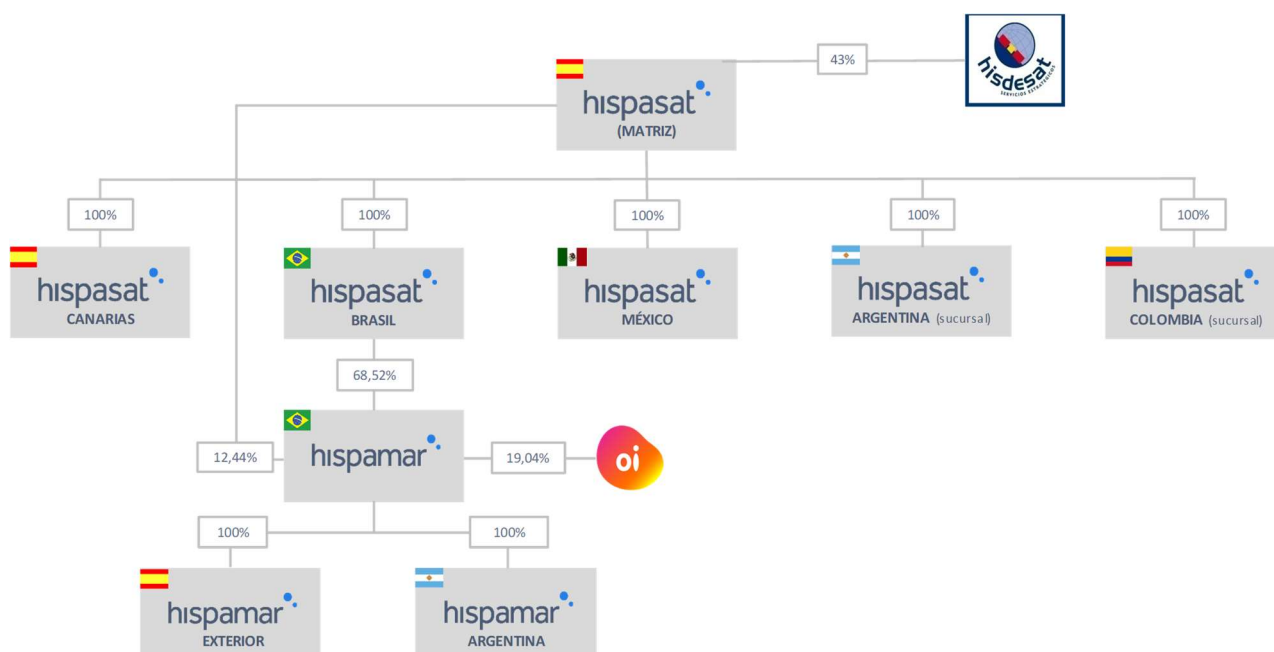 43%
hisdesat
SERVICIOS ESTRATÉGICOS
hispasat
(MATRIZ)
100%
100%
100%
100%
100%
hispasat
CANARIAS
hispasat
BRASIL
hispasat
MÉXICO
hispasat
ARGENTINA (sucursal)
hispasat
COLOMBIA (sucursal)
68,52%
12,44%
hispamar
19,04%
oi
100%
100%
hispamar
EXTERIOR
hispamar
ARGENTINA